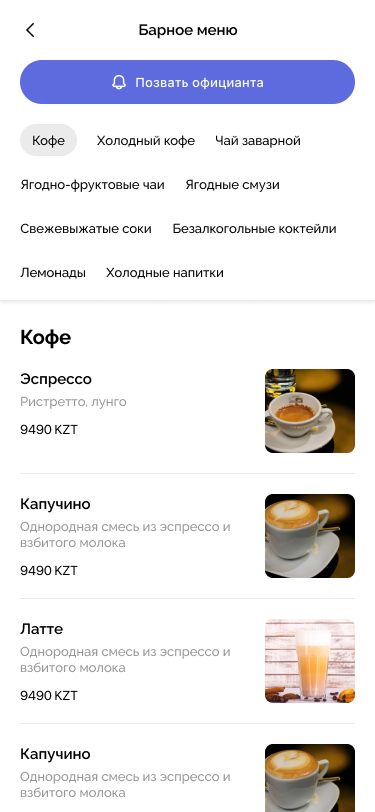 Барное меню
Позвать официанта
Кофе Холодный кофе Чай заварной
Ягодно-фруктовые чаи Ягодные смузи
Свежевыжатые соки Безалкогольные коктейли
Лемонады Холодные напитки
Кофе
Эспрессо
Ристретто, лунго
9490 KZT
Капучино
Однородная смесь из эспрессо и
взбитого молока
9490 KZT
Латте
Однородная смесь из эспрессо и
взбитого молока
9490 KZT
Капучино
Однородная смесь из эспрессо и
взбитого молока